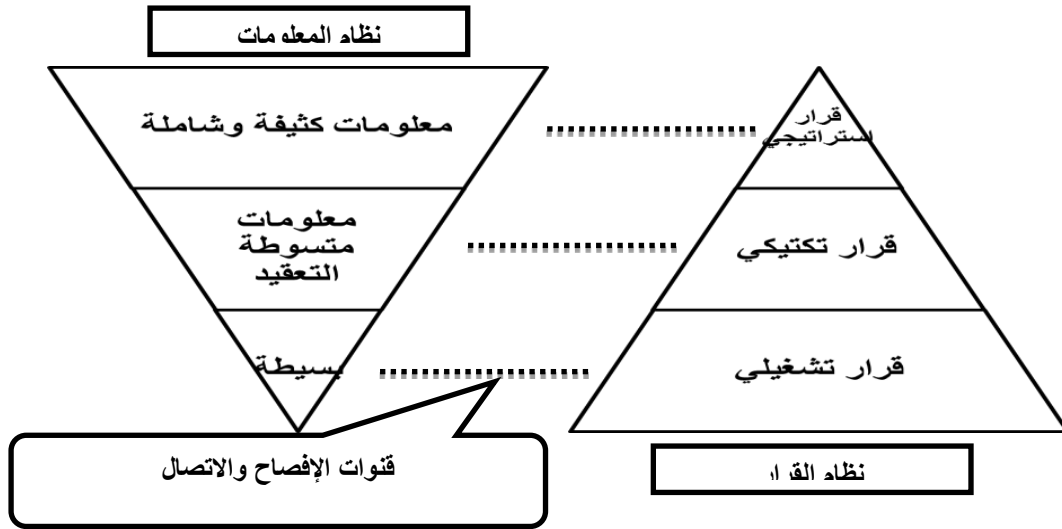 نظام المعلومات
معلومات كثيفة وشاملة
قرار
استراتيجي
معلومات
متسوطة
التعقيد
قرار تكتيكي
بسيطة
قرار تشغيلي
قنوات الإفصاح والاتصال
نظام القرار